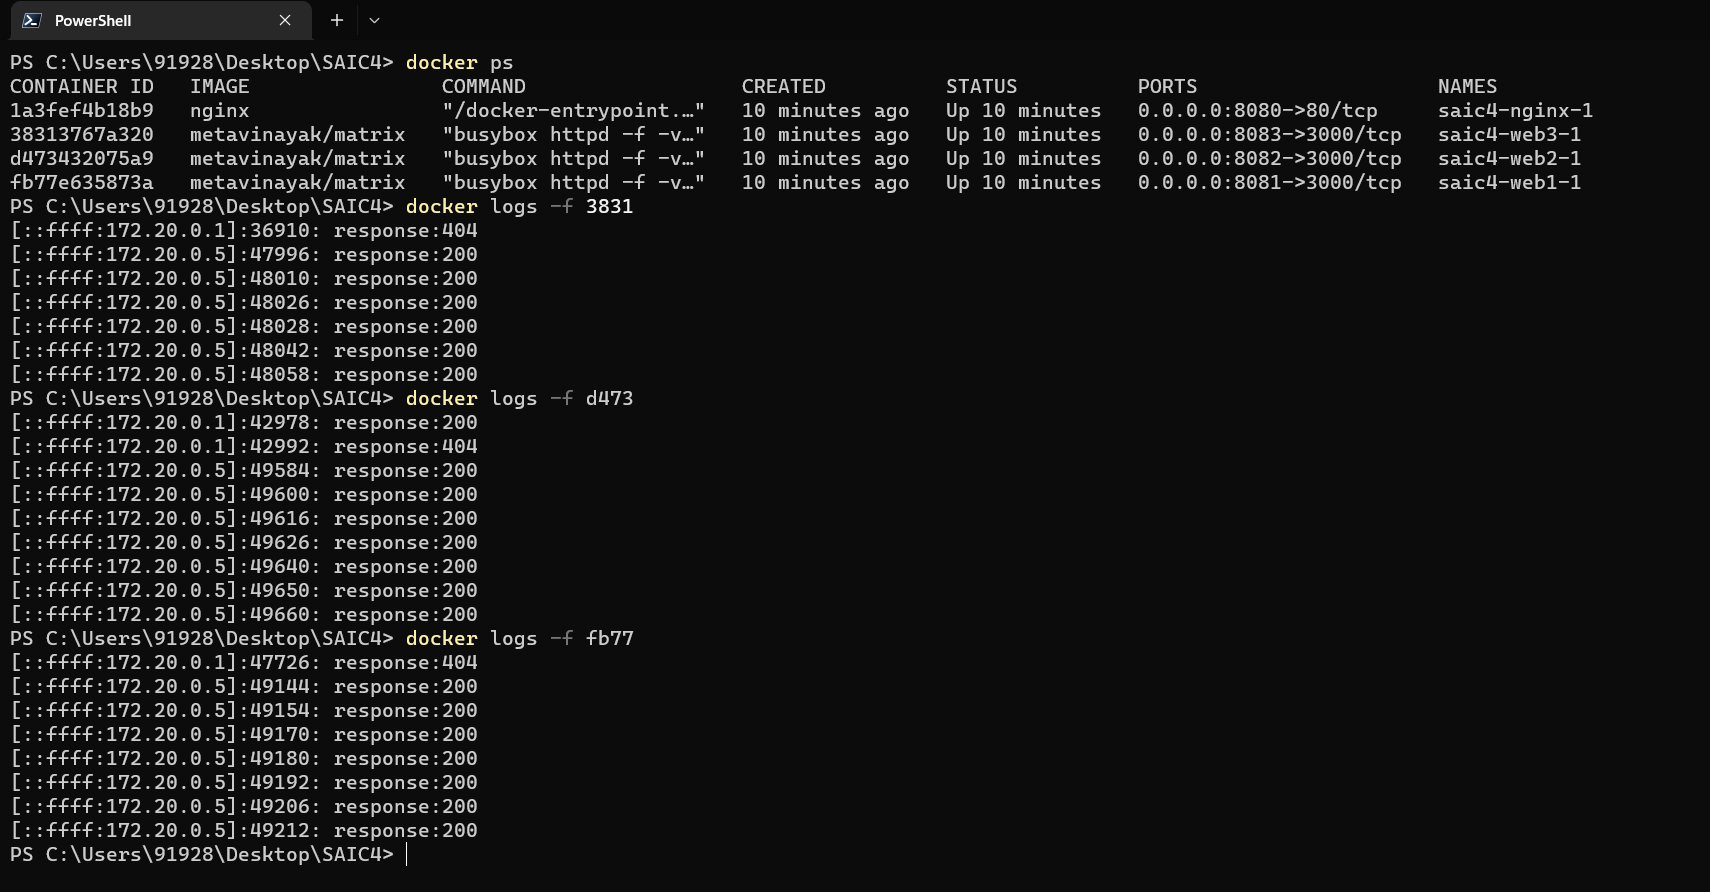 PowerShell
PS C:\Users\91928\Desktop\SAIC4> docker ps
CONTAINER ID   IMAGE                COMMAND                  CREATED          STATUS          PORTS                    NAMES
1a3fef4b18b9   nginx                "/docker-entrypoint.…"   10 minutes ago   Up 10 minutes   0.0.0.0:8080->80/tcp     saic4-nginx-1
38313767a320   metavinayak/matrix   "busybox httpd -f -v…"   10 minutes ago   Up 10 minutes   0.0.0.0:8083->3000/tcp   saic4-web3-1
d473432075a9   metavinayak/matrix   "busybox httpd -f -v…"   10 minutes ago   Up 10 minutes   0.0.0.0:8082->3000/tcp   saic4-web2-1
fb77e635873a   metavinayak/matrix   "busybox httpd -f -v…"   10 minutes ago   Up 10 minutes   0.0.0.0:8081->3000/tcp   saic4-web1-1
PS C:\Users\91928\Desktop\SAIC4> docker logs -f 3831
[::ffff:172.20.0.1]:36910: response:404
[::ffff:172.20.0.5]:47996: response:200
[::ffff:172.20.0.5]:48010: response:200
[::ffff:172.20.0.5]:48026: response:200
[::ffff:172.20.0.5]:48028: response:200
[::ffff:172.20.0.5]:48042: response:200
[::ffff:172.20.0.5]:48058: response:200
PS C:\Users\91928\Desktop\SAIC4> docker logs -f d473
[::ffff:172.20.0.1]:42978: response:200
[::ffff:172.20.0.1]:42992: response:404
[::ffff:172.20.0.5]:49584: response:200
[::ffff:172.20.0.5]:49600: response:200
[::ffff:172.20.0.5]:49616: response:200
[::ffff:172.20.0.5]:49626: response:200
[::ffff:172.20.0.5]:49640: response:200
[::ffff:172.20.0.5]:49650: response:200
[::ffff:172.20.0.5]:49660: response:200
PS C:\Users\91928\Desktop\SAIC4> docker logs -f fb77
[::ffff:172.20.0.1]:47726: response:404
[::ffff:172.20.0.5]:49144: response:200
[::ffff:172.20.0.5]:49154: response:200
[::ffff:172.20.0.5]:49170: response:200
[::ffff:172.20.0.5]:49180: response:200
[::ffff:172.20.0.5]:49192: response:200
[::ffff:172.20.0.5]:49206: response:200
[::ffff:172.20.0.5]:49212: response:200
PS C:\Users\91928\Desktop\SAIC4>